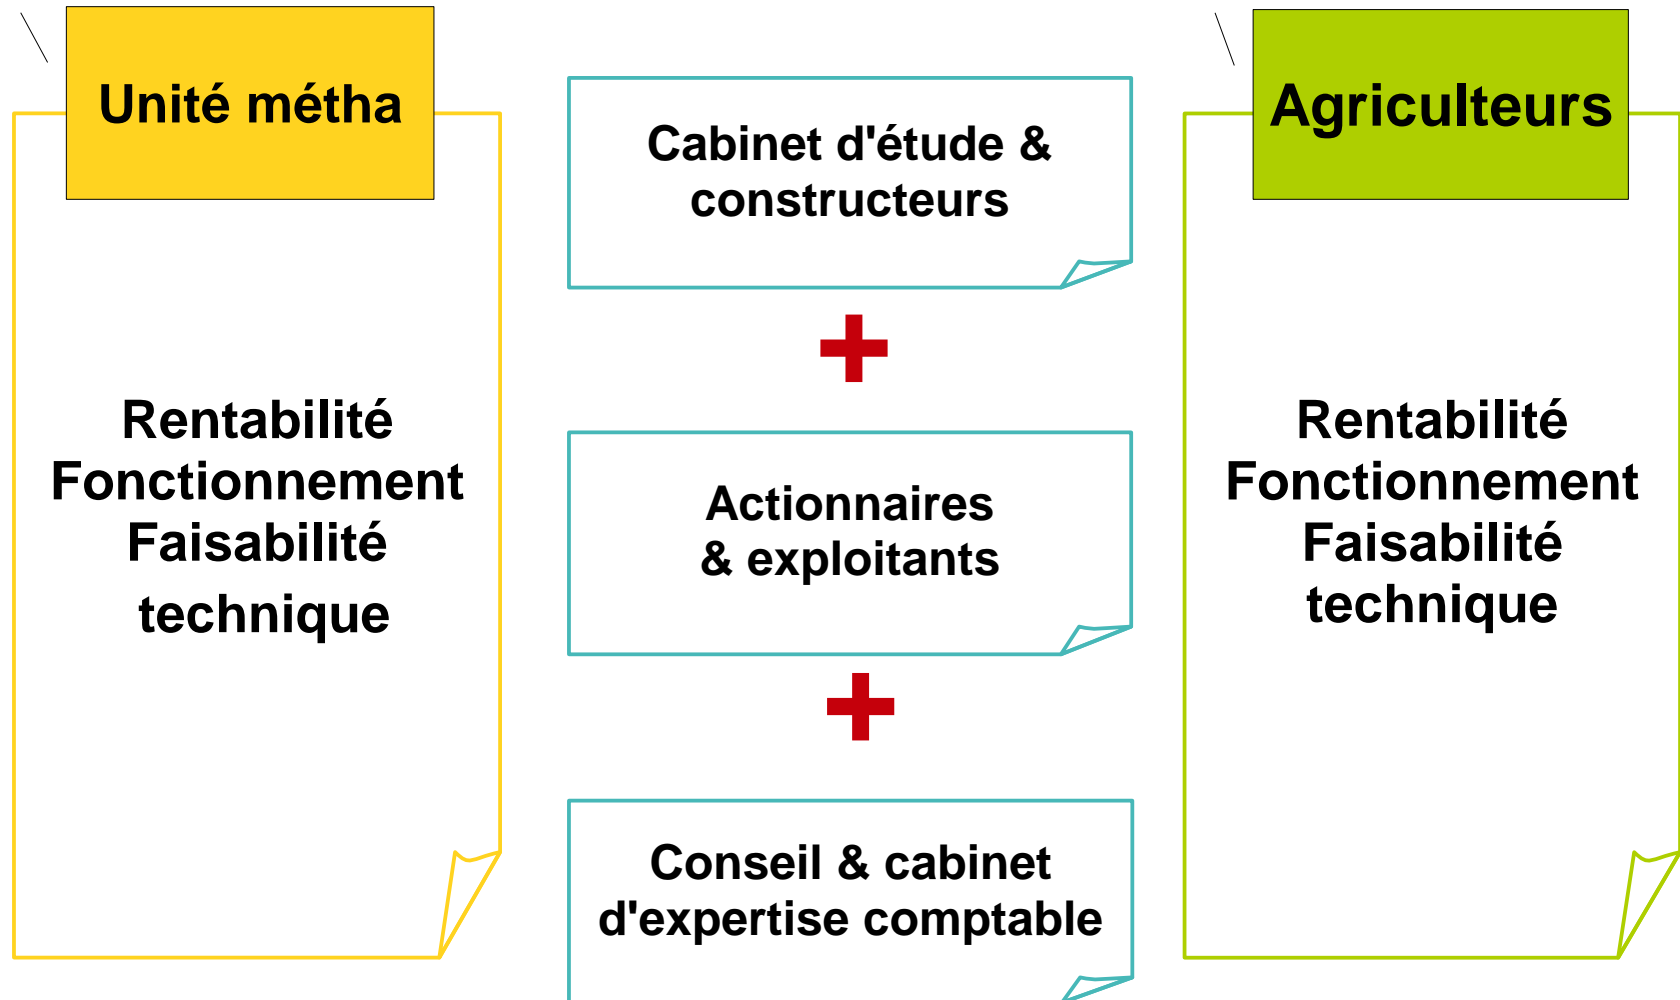 Unité métha
Rentabilité
Fonctionnement
Faisabilité
technique
Cabinet d'étude &
constructeurs
+
Actionnaires
& exploitants
+
Conseil & cabinet
d'expertise comptable
Agriculteurs
Rentabilité
Fonctionnement
Faisabilité
technique